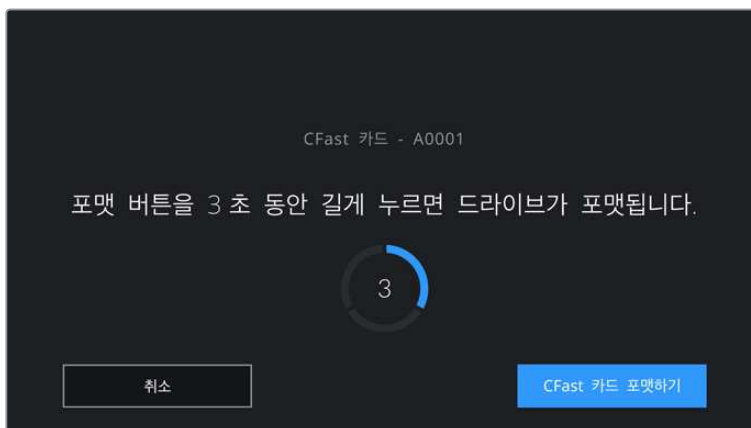 CFast 카드 - A0001
포맷 버튼을 3초 동안 길게 누르면 드라이브가 포맷됩니다.
3
취소
CFast 카드 포맷하기